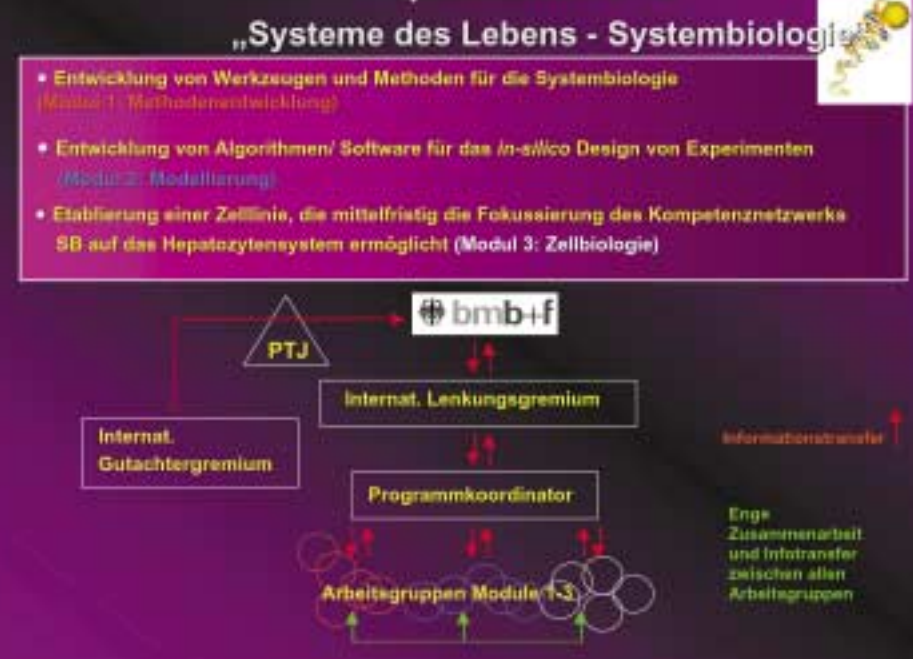 „Systeme des Lebens - Systembiologie“
• Entwicklung von Werkzeugen und Methoden für die Systembiologie
(Modul 1: Methodenentwicklung)
• Entwicklung von Algorithmen/ Software für das in-silico Design von Experimenten
(Modul 2: Modellierung)
• Etablierung einer Zelllinie, die mittelfristig die Fokussierung des Kompetenznetzwerks
SB auf das Hepatozytensystem ermöglicht (Modul 3: Zellbiologie)
bmb+f
PTJ
Internat. Lenkungsgremium
Internat.
Gutachtergremium
Informationstransfer
Programmkoordinator
Enge
Zusammenarbeit
und Infotransfer
zwischen allen
Arbeitsgruppen
Arbeitsgruppen Module 1-3